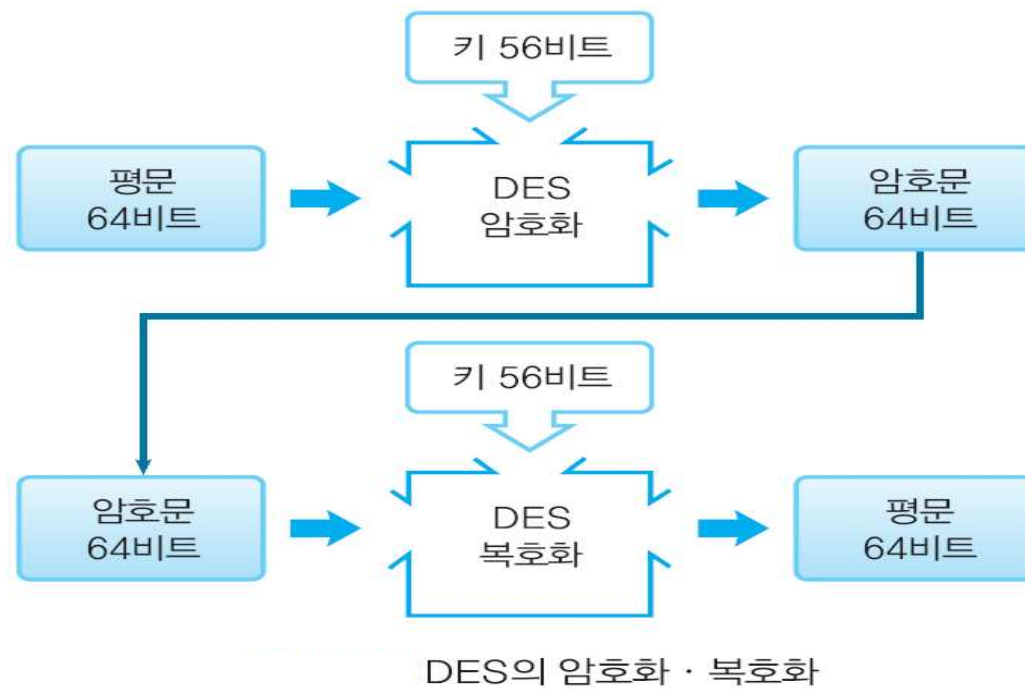 키 56비트
평문
64비트
DES
암호화
암호문
64비트
키 56비트
암호문
64비트
DES
복호화
평문
64비트
DES의 암호화 · 복호화